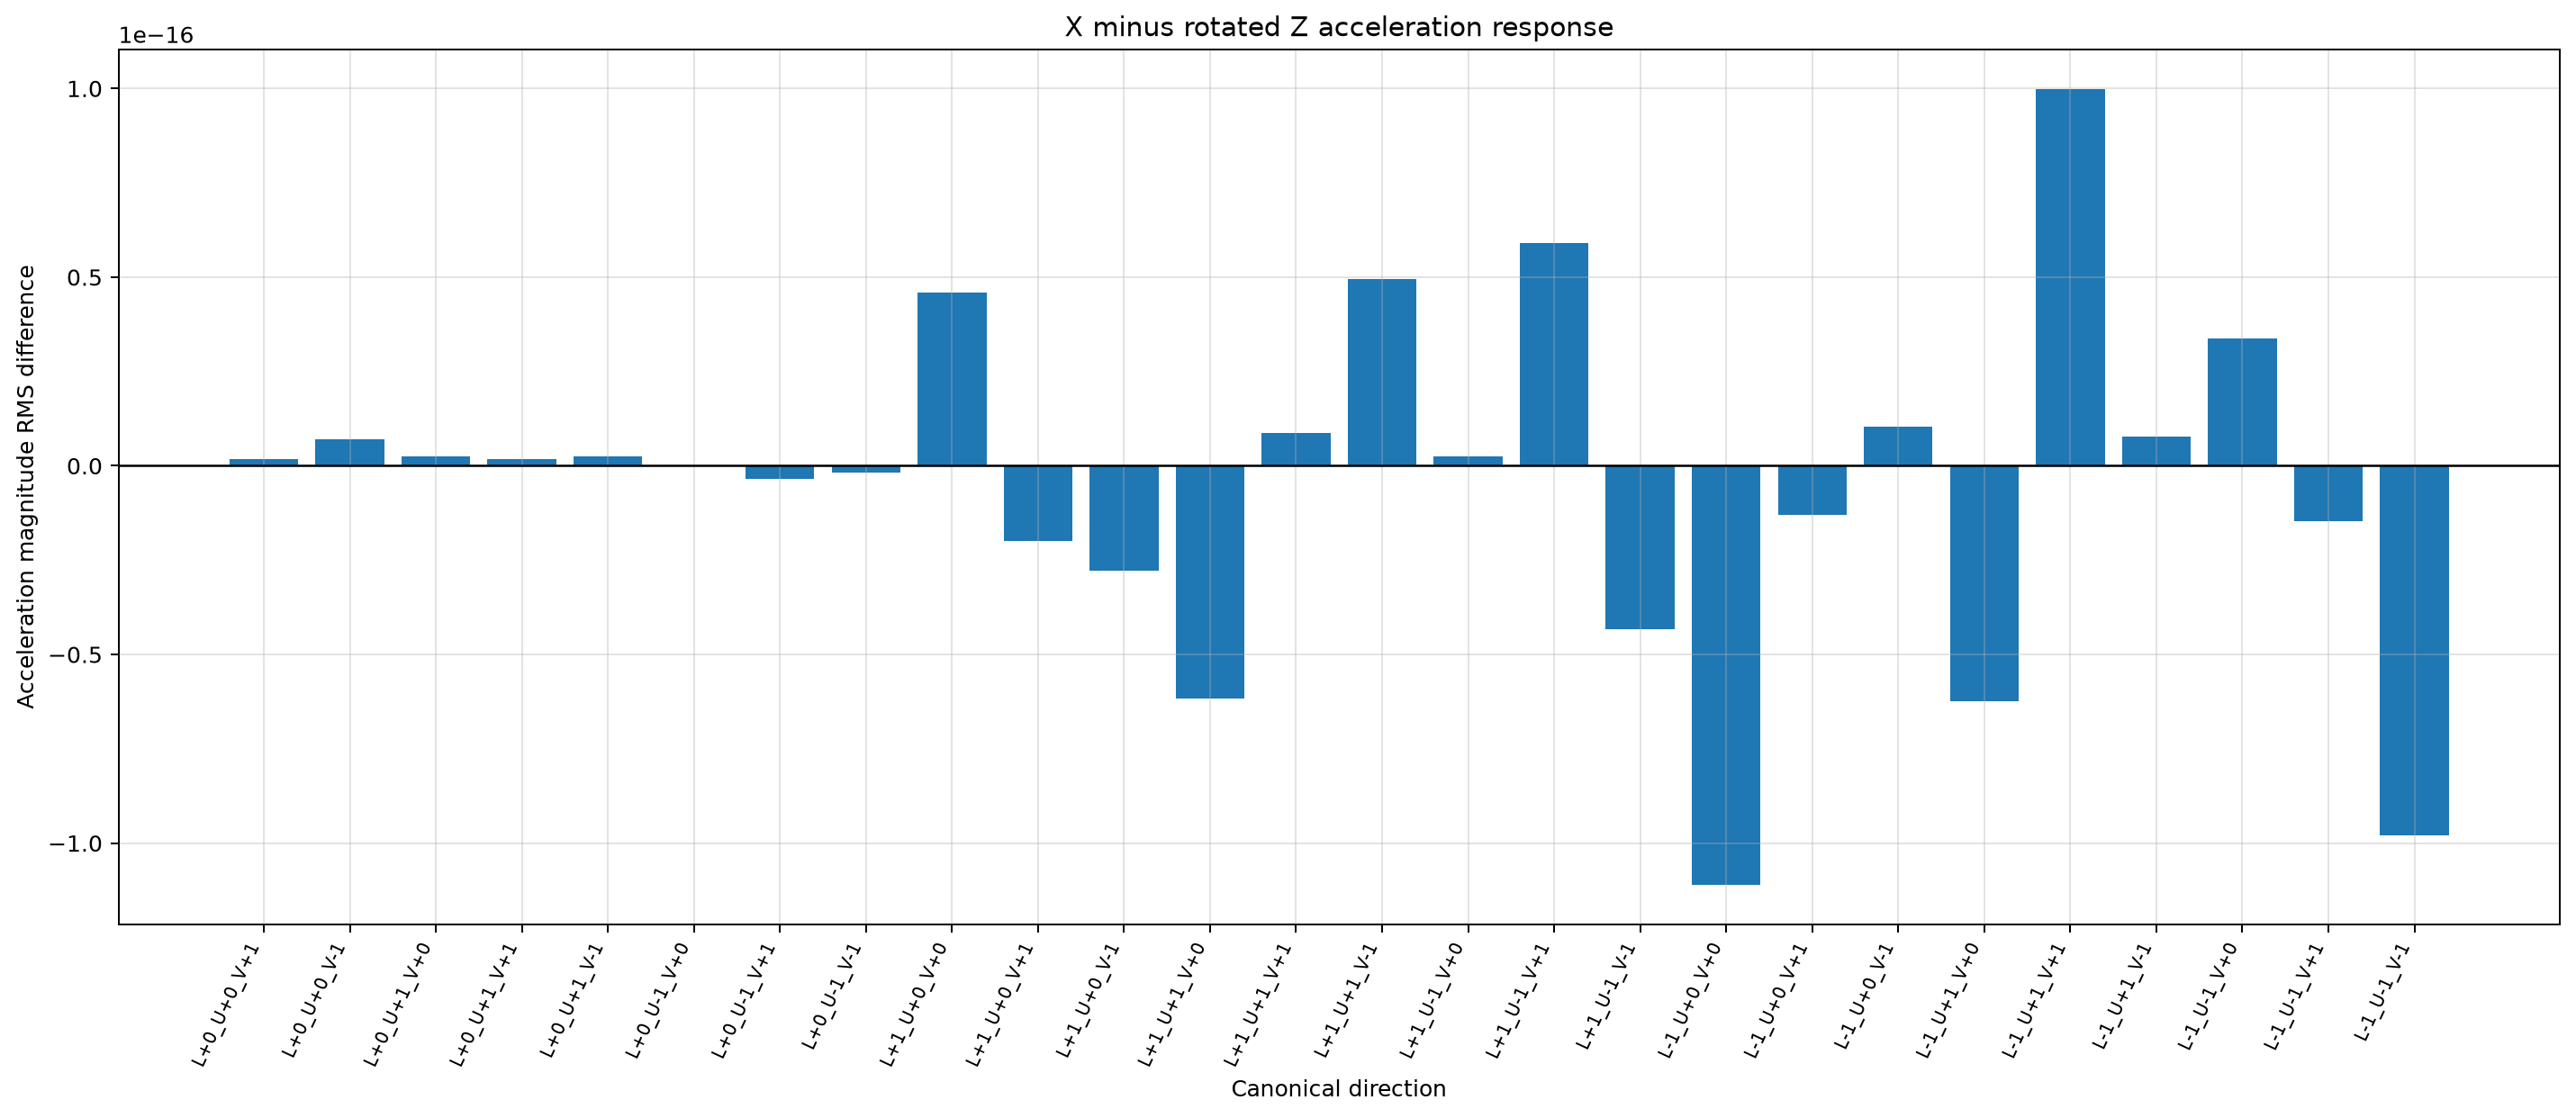 X minus rotated Z acceleration response
1e−16
1.0
0.5
0.0
−0.5
−1.0
Acceleration magnitude RMS difference
L+0_U+0_V+1
L+0_U+0_V-1
L+0_U+1_V+0
L+0_U+1_V+1
L+0_U+1_V-1
L+0_U-1_V+0
L+0_U-1_V+1
L+0_U-1_V-1
L+1_U+0_V+0
L+1_U+0_V+1
L+1_U+0_V-1
L+1_U+1_V+0
L+1_U+1_V+1
L+1_U+1_V-1
L+1_U-1_V+0
L+1_U-1_V+1
L+1_U-1_V-1
L-1_U+0_V+0
L-1_U+0_V+1
L-1_U+0_V-1
L-1_U+1_V+0
L-1_U+1_V+1
L-1_U+1_V-1
L-1_U-1_V+0
L-1_U-1_V+1
L-1_U-1_V-1
Canonical direction